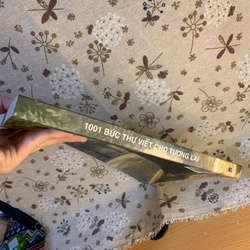 1001 BỨC THƯ VIẾT CHO TƯƠNG LAI